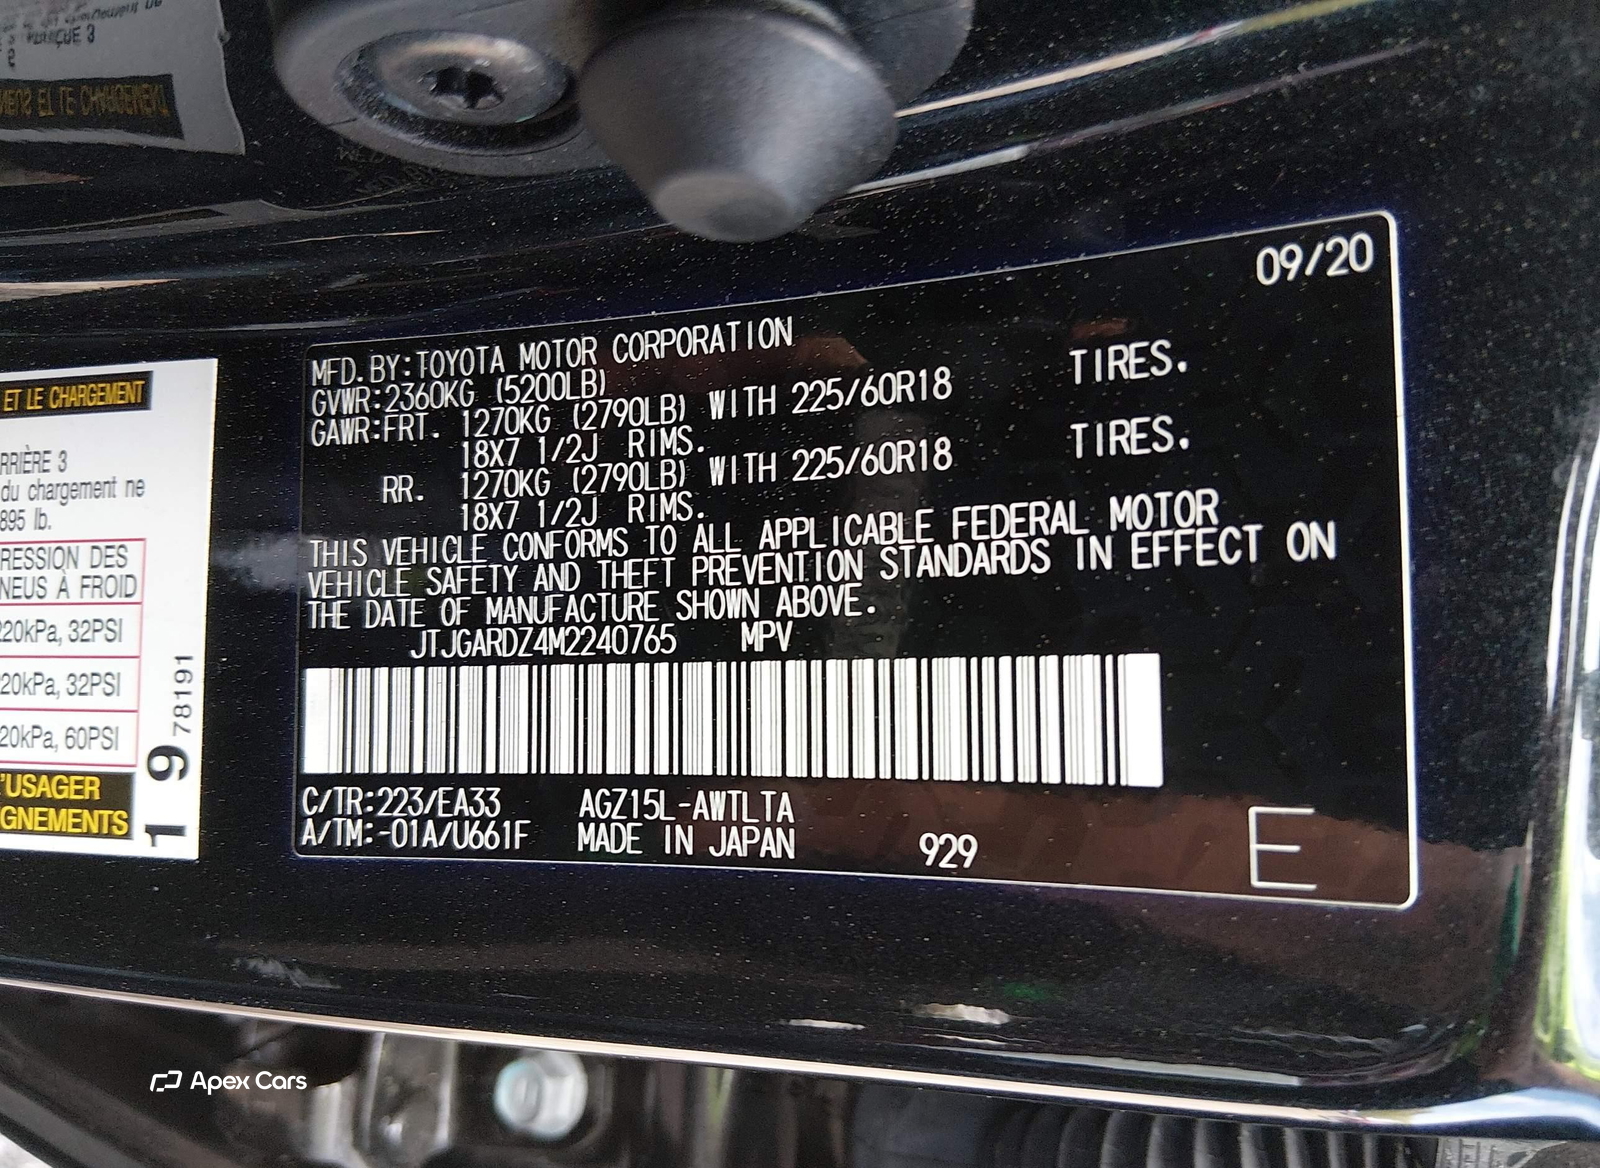 09/20
MFD.BY:TOYOTA MOTOR CORPORATION
GVWR:2360KG (5200LB)
GAWR:FRT. 1270KG (2790LB) WITH 225/60R18 TIRES.
18X7 1/2J RIMS.
RR. 1270KG (2790LB) WITH 225/60R18 TIRES.
18X7 1/2J RIMS.
THIS VEHICLE CONFORMS TO ALL APPLICABLE FEDERAL MOTOR
VEHICLE SAFETY AND THEFT PREVENTION STANDARDS IN EFFECT ON
THE DATE OF MANUFACTURE SHOWN ABOVE.
JTJGARDZ4M2240765 MPV
C/TR:223/EA33 AGZ15L-AWTLTA
A/TM:-01A/U661F MADE IN JAPAN 929
E
ET LE CHARGEMENT
RRIÈRE 3
du chargement ne
895 lb.
RESSION DES
NEUS À FROID
220kPa, 32PSI
20kPa, 32PSI
20kPa, 60PSI
'USAGER
GNEMENTS
1 9 78191
Apex Cars